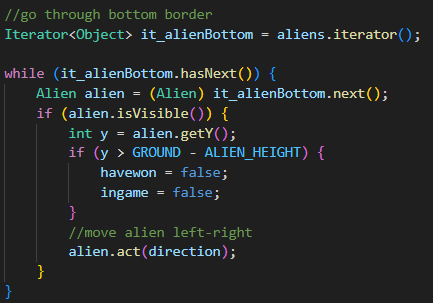 //go through bottom border
Iterator<Object> it_alienBottom = aliens.iterator();

while (it_alienBottom.hasNext()) {
    Alien alien = (Alien) it_alienBottom.next();
    if (alien.isVisible()) {
        int y = alien.getY();
        if (y > GROUND - ALIEN_HEIGHT) {
            havewon = false;
            ingame = false;
        }
        //move alien left-right
        alien.act(direction);
    }
}